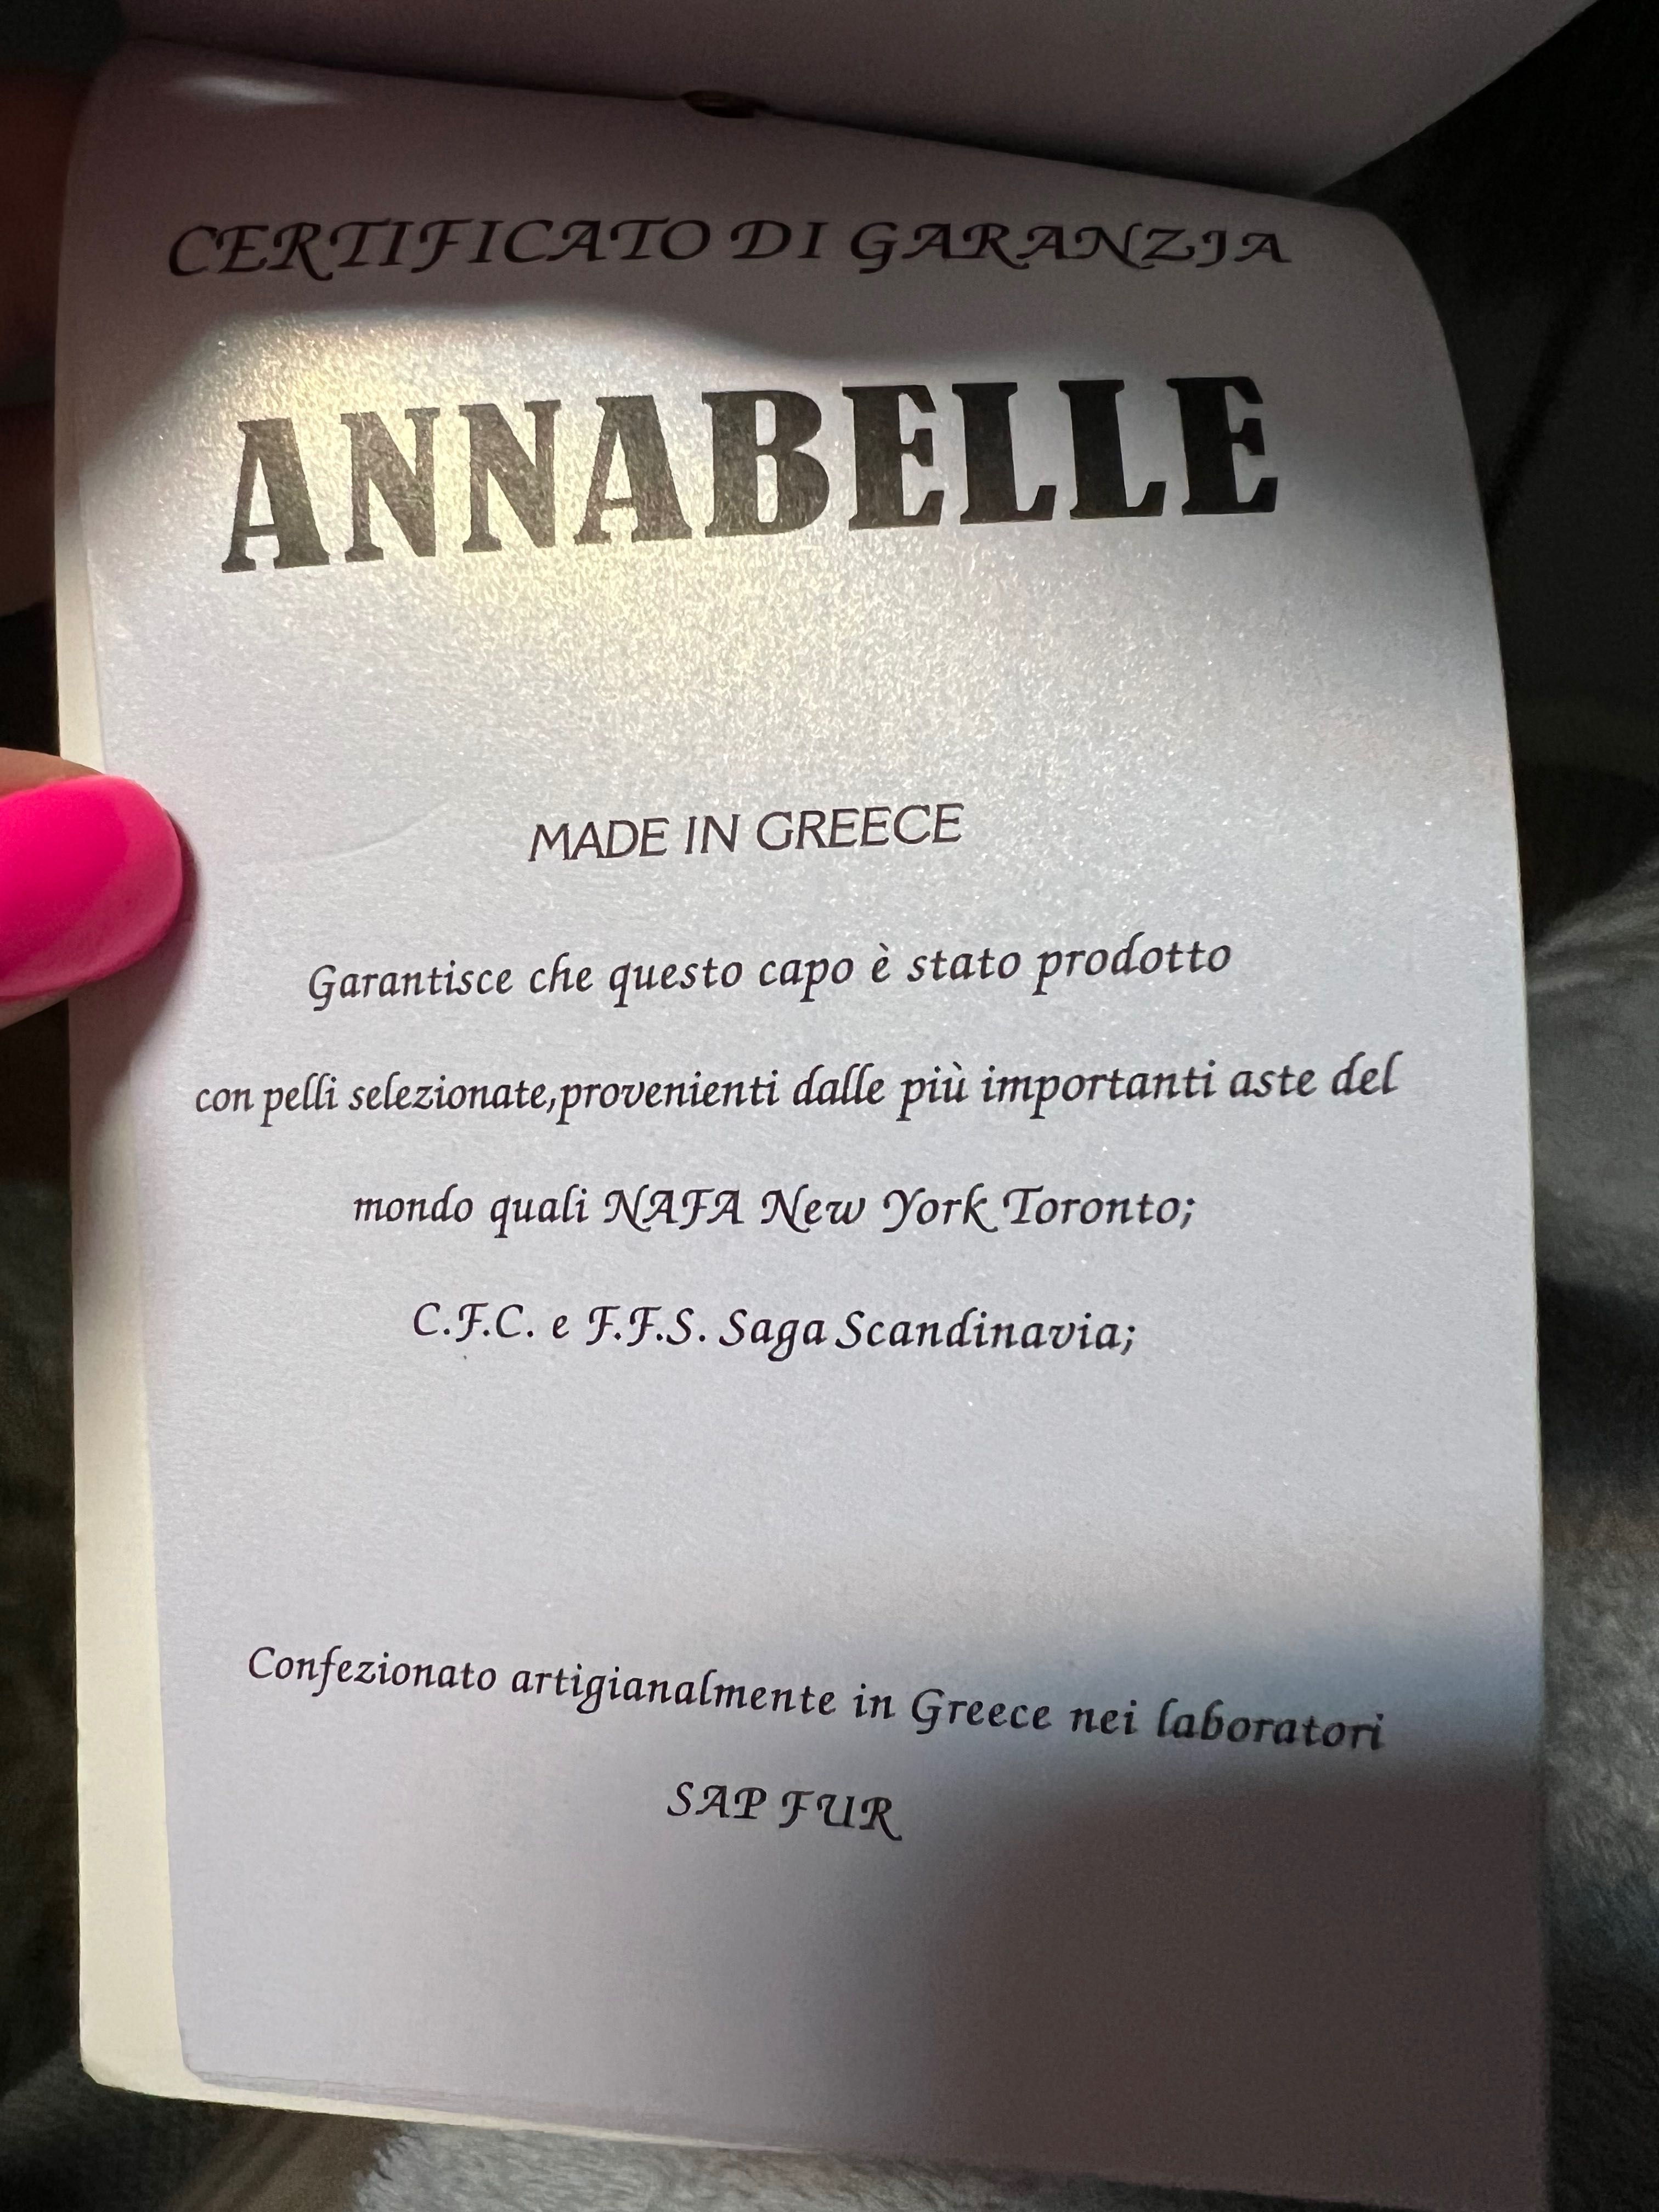 CERTIFICATO DI GARANZIA
ANNABELLE
MADE IN GREECE
Garantisce che questo capo è stato prodotto
con pelli selezionate,provenienti dalle più importanti aste del
mondo quali NAFA New York Toronto;
C.F.C. e F.F.S. Saga Scandinavia;
Confezionato artigianalmente in Greece nei laboratori
SAP FUR